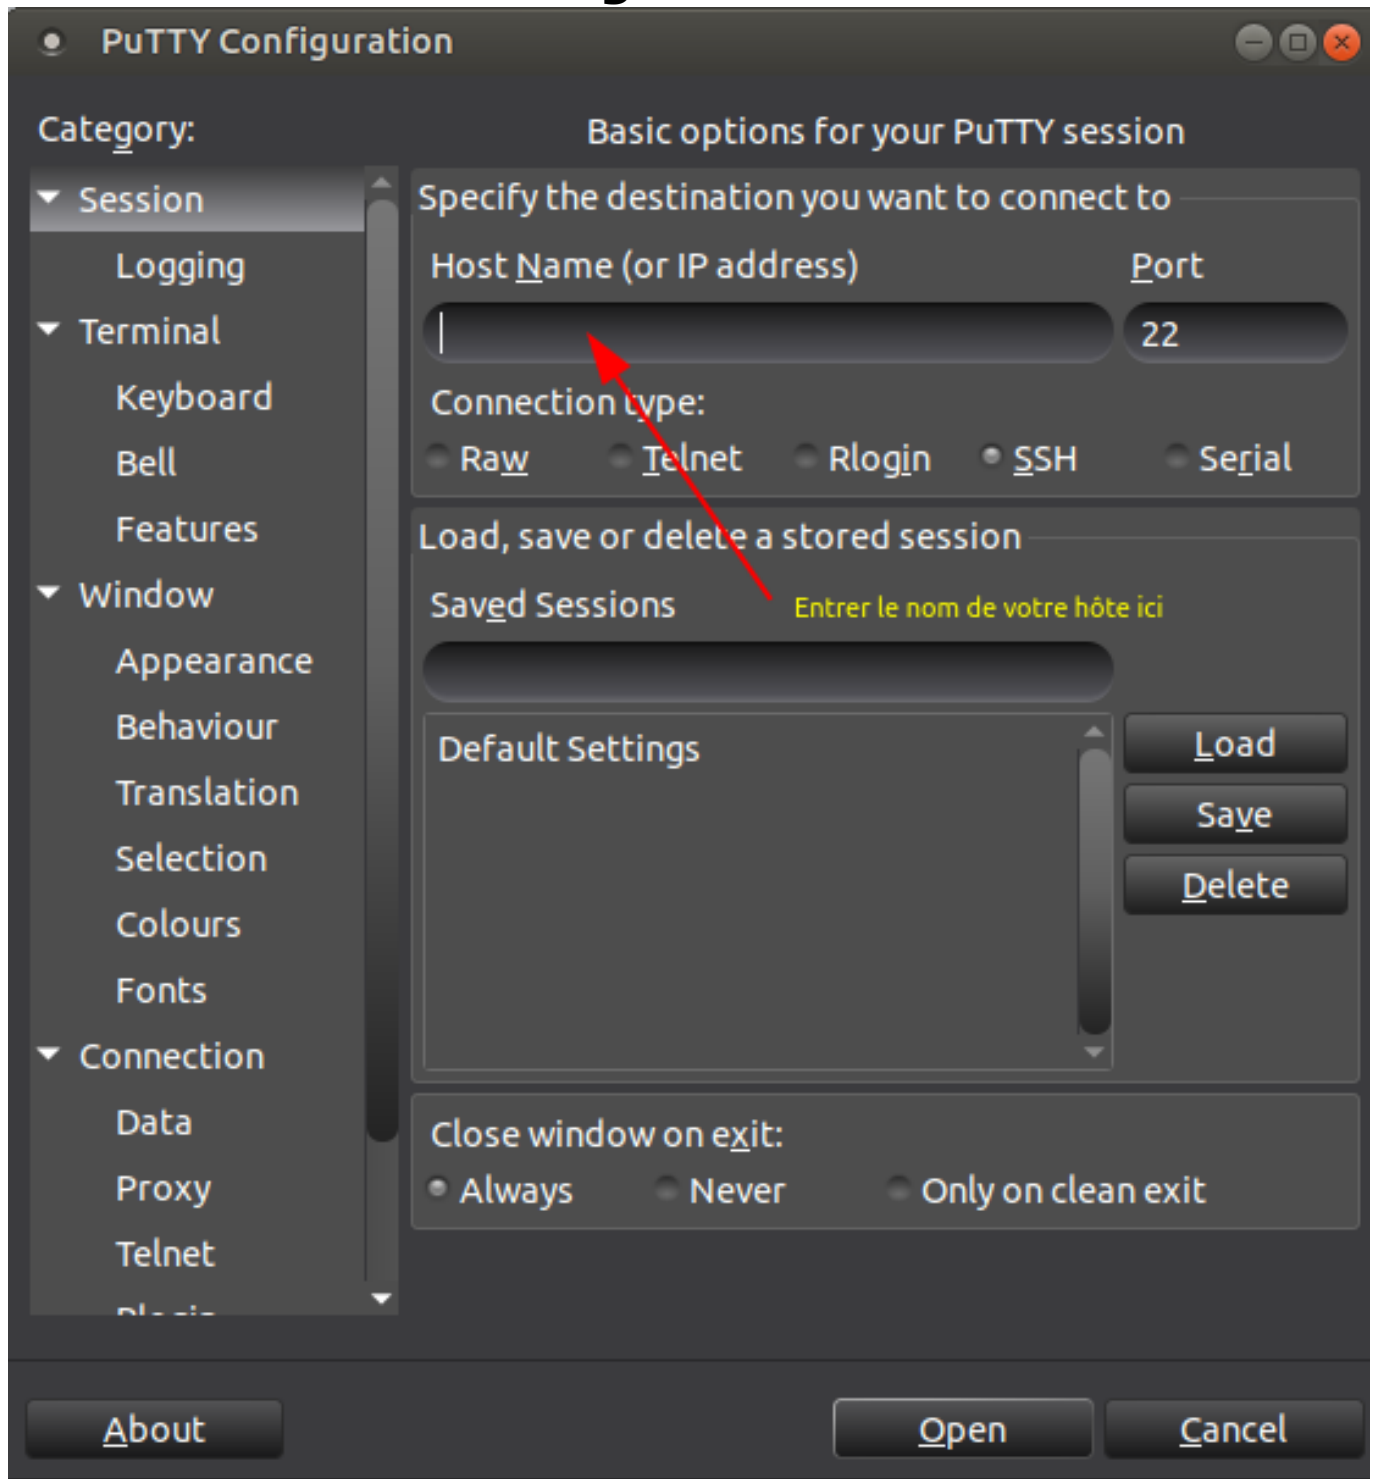 PuTTY Configuration
Category:
Session
Logging
Terminal
Keyboard
Bell
Features
Window
Appearance
Behaviour
Translation
Selection
Colours
Fonts
Connection
Data
Proxy
Telnet
Basic options for your PuTTY session
Specify the destination you want to connect to
Host Name (or IP address) Port
22
Connection type:
Raw Telnet Rlogin SSH Serial
Load, save or delete a stored session
Saved Sessions Entrer le nom de votre hôte ici
Default Settings
Load
Save
Delete
Close window on exit:
Always Never Only on clean exit
About Open Cancel